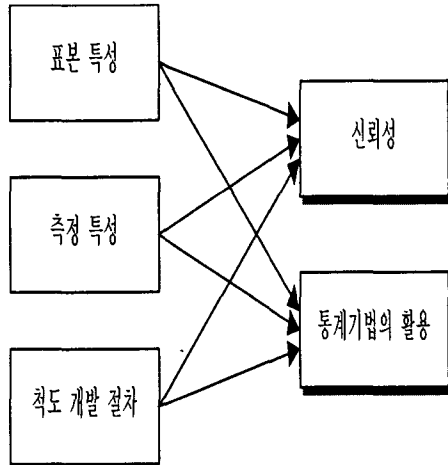 표본 특성
신뢰성
측정 특성
통계기법의 활용
척도 개발 절차